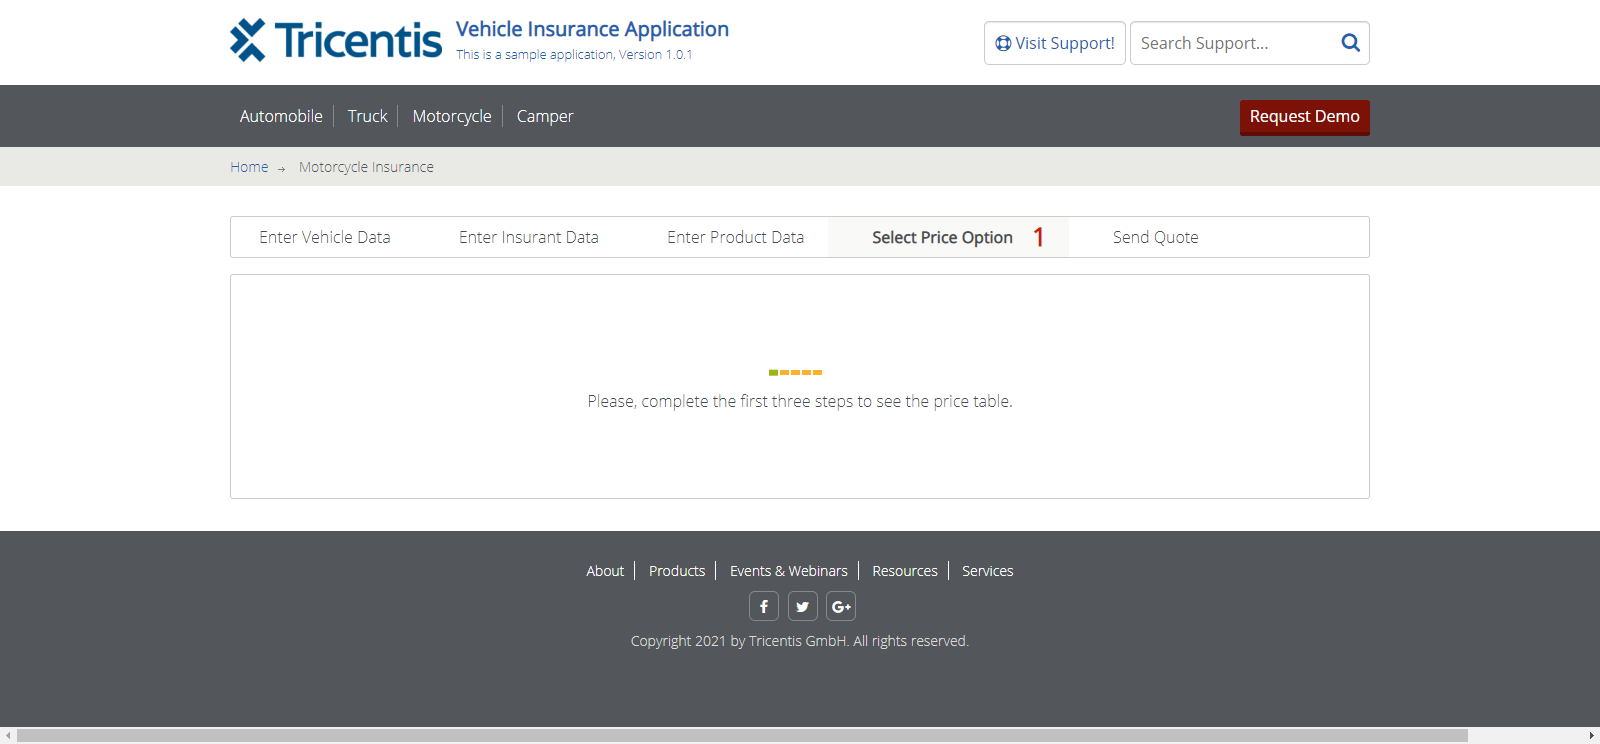 Tricentis
Vehicle Insurance Application
This is a sample application, Version 1.0.1
Visit Support!
Search Support...
Automobile
Truck
Motorcycle
Camper
Request Demo
Home → Motorcycle Insurance
Enter Vehicle Data
Enter Insurant Data
Enter Product Data
Select Price Option 1
Send Quote
Please, complete the first three steps to see the price table.
About
Products
Events & Webinars
Resources
Services
f
G+
Copyright 2021 by Tricentis GmbH. All rights reserved.